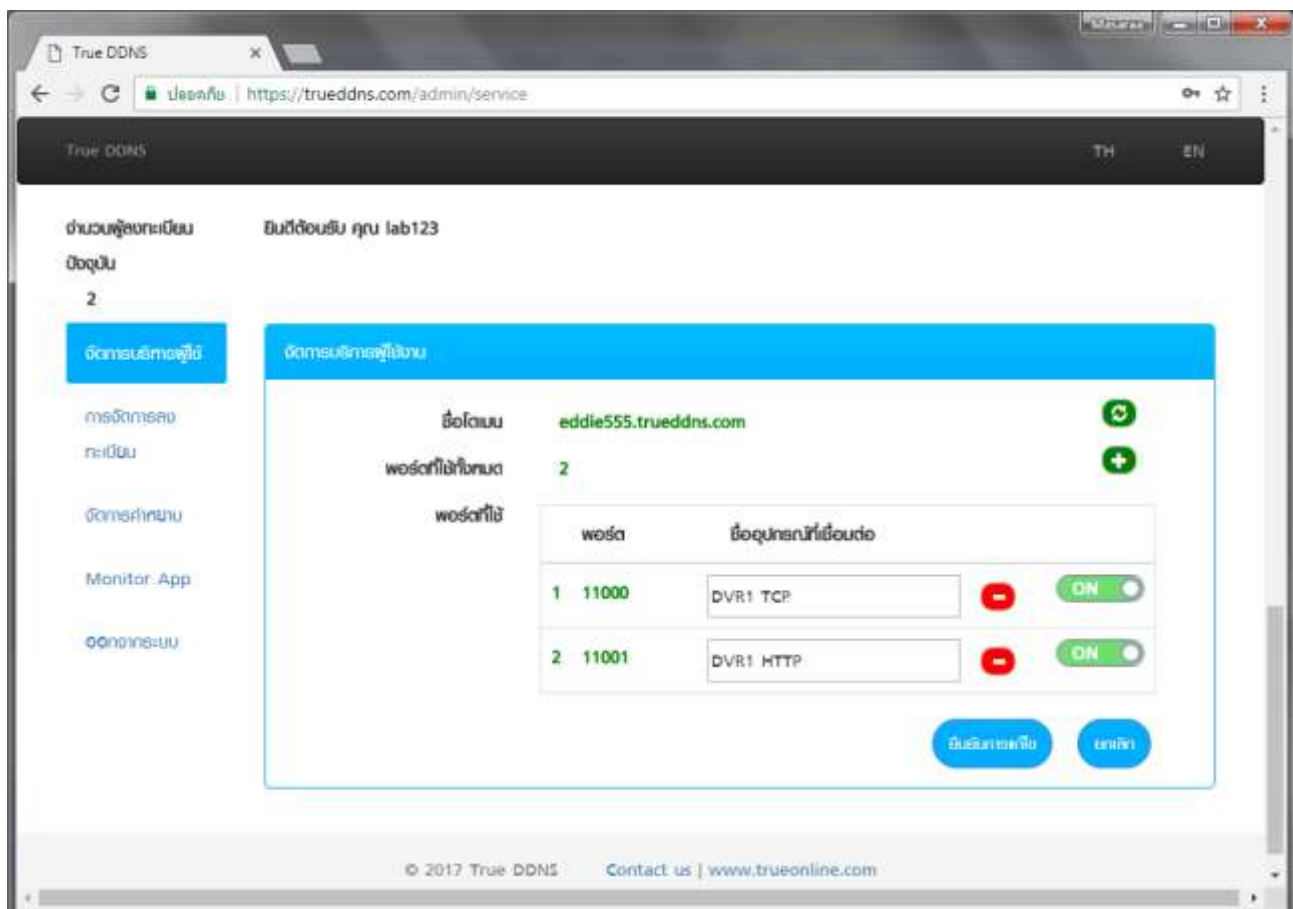 True DDNS
ปลอดภัย | https://trueddns.com/admin/service
True DDNS TH EN
จำนวนผู้ลงทะเบียน
ปัจจุบัน
2
ยินดีต้อนรับ คุณ lab123
จัดการบริการผู้ใช้
การจัดการลง
ทะเบียน
จัดการคำหยาบ
Monitor App
ออกจากระบบ
จัดการบริการผู้ใช้งาน
ชื่อโดเมน eddie555.trueddns.com
พอร์ตที่ใช้ทั้งหมด 2
พอร์ตที่ใช้
พอร์ต ชื่ออุปกรณ์ที่เชื่อมต่อ
1 11000 DVR1 TCP ON
2 11001 DVR1 HTTP ON
ยืนยันการแก้ไข ยกเลิก
© 2017 True DDNS Contact us | www.trueonline.com